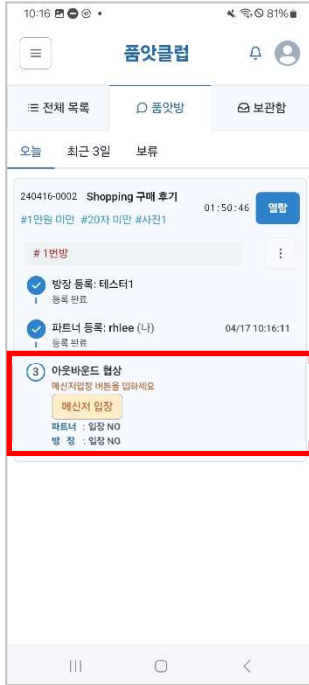 10:16 81%
품앗클럽
전체 목록 품앗방 보관함
오늘 최근 3일 보류
240416-0002 Shopping 구매 후기
01:50:46 열람
#1만원 미만 #20자 미만 #사진1
# 1번방
방장 등록: 테스터1
등록 완료
파트너 등록: rhlee (나) 04/17 10:16:11
등록 완료
3 아웃바운드 협상
메신저입장 버튼을 탭하세요
메신저 입장
파트너 : 입장 NO
방 장 : 입장 NO